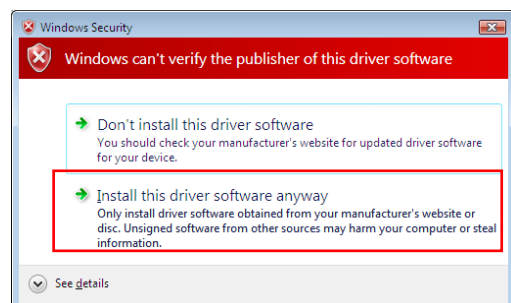 Windows Security
Windows can't verify the publisher of this driver software
Don't install this driver software
You should check your manufacturer's website for updated driver software
for your device.
Install this driver software anyway
Only install driver software obtained from your manufacturer's website or
disc. Unsigned software from other sources may harm your computer or steal
information.
See details